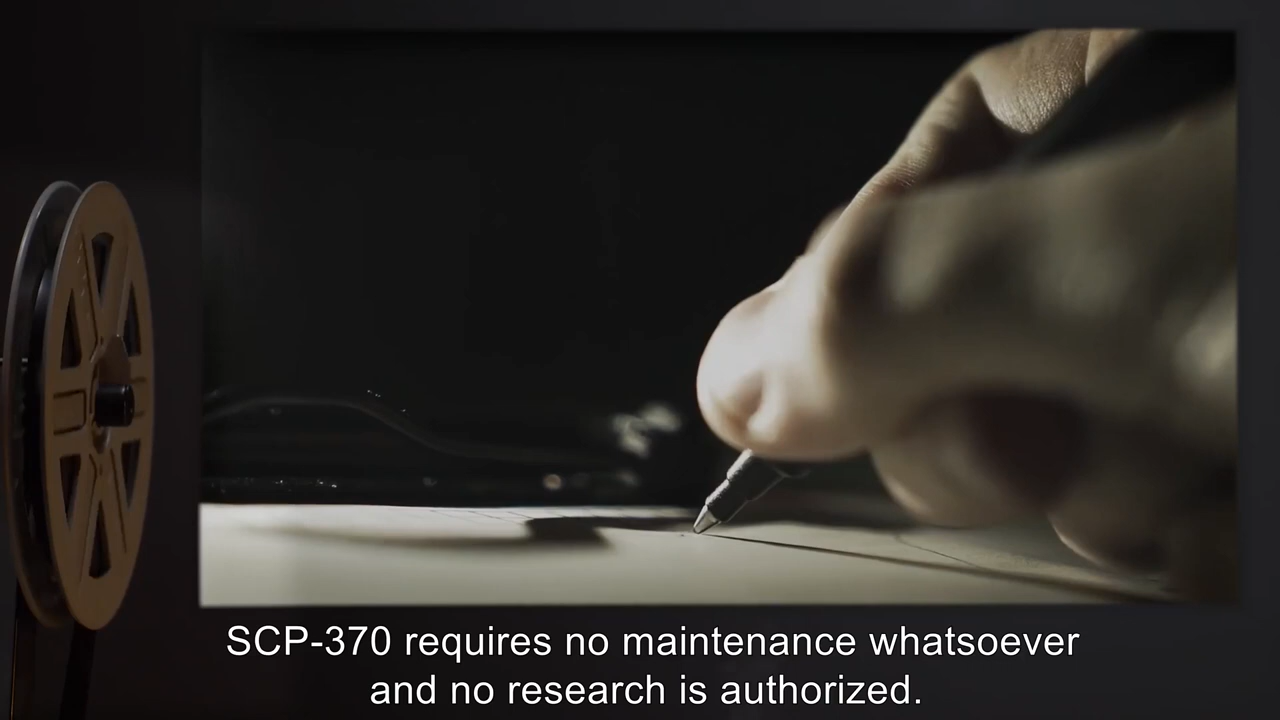 SCP-370 requires no maintenance whatsoever
and no research is authorized.